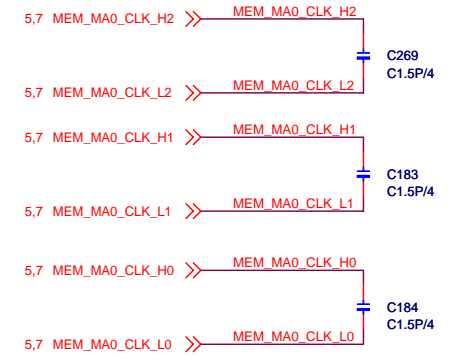 5,7 MEM_MA0_CLK_H2 MEM_MA0_CLK_H2
C269
C1.5P/4
5,7 MEM_MA0_CLK_L2 MEM_MA0_CLK_L2
5,7 MEM_MA0_CLK_H1 MEM_MA0_CLK_H1
C183
C1.5P/4
5,7 MEM_MA0_CLK_L1 MEM_MA0_CLK_L1
5,7 MEM_MA0_CLK_H0 MEM_MA0_CLK_H0
C184
C1.5P/4
5,7 MEM_MA0_CLK_L0 MEM_MA0_CLK_L0